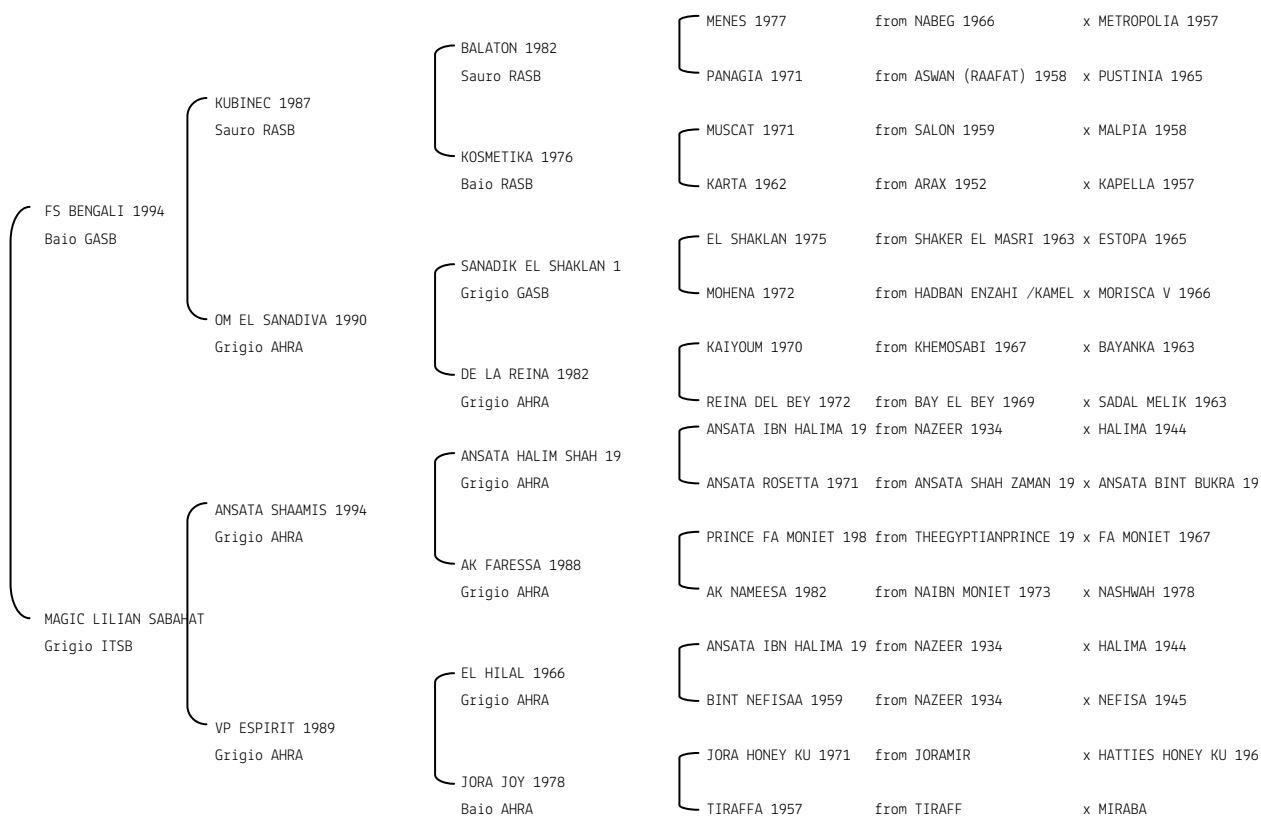 MENES 1977 from NABEG 1966 x METROPOLIA 1957
BALATON 1982
Sauro RASB PANAGIA 1971 from ASWAN (RAAFAT) 1958 x PUSTINIA 1965
KUBINEC 1987
Sauro RASB MUSCAT 1971 from SALON 1959 x MALPIA 1958
KOSMETIKA 1976
Baio RASB KARTA 1962 from ARAX 1952 x KAPELLA 1957
FS BENGALI 1994
Baio GASB EL SHAKLAN 1975 from SHAKER EL MASRI 1963 x ESTOPA 1965
SANADIK EL SHAKLAN 1
Grigio GASB MOHENA 1972 from HADBAN ENZAHI /KAMEL x MORISCA V 1966
OM EL SANADIVA 1990
Grigio AHRA KAIYOUM 1970 from KHEMOSABI 1967 x BAYANKA 1963
DE LA REINA 1982
Grigio AHRA REINA DEL BEY 1972 from BAY EL BEY 1969 x SADAL MELIK 1963
ANSATA IBN HALIMA 19 from NAZEER 1934 x HALIMA 1944
ANSATA HALIM SHAH 19
Grigio AHRA ANSATA ROSETTA 1971 from ANSATA SHAH ZAMAN 19 x ANSATA BINT BUKRA 19
ANSATA SHAAMIS 1994
Grigio AHRA PRINCE FA MONIET 198 from THEEGYPTIANPRINCE 19 x FA MONIET 1967
AK FARESSA 1988
Grigio AHRA AK NAMEESA 1982 from NAIBN MONIET 1973 x NASHWAH 1978
MAGIC LILIAN SABAHAT
Grigio ITSB ANSATA IBN HALIMA 19 from NAZEER 1934 x HALIMA 1944
EL HILAL 1966
Grigio AHRA BINT NEFISAA 1959 from NAZEER 1934 x NEFISA 1945
VP ESPIRIT 1989
Grigio AHRA JORA HONEY KU 1971 from JORAMIR x HATTIES HONEY KU 196
JORA JOY 1978
Baio AHRA TIRAFFA 1957 from TIRAFF x MIRABA